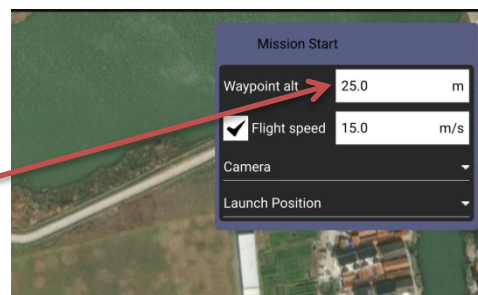 Mission Start
Waypoint alt 25.0 m
Flight speed 15.0 m/s
Camera
Launch Position